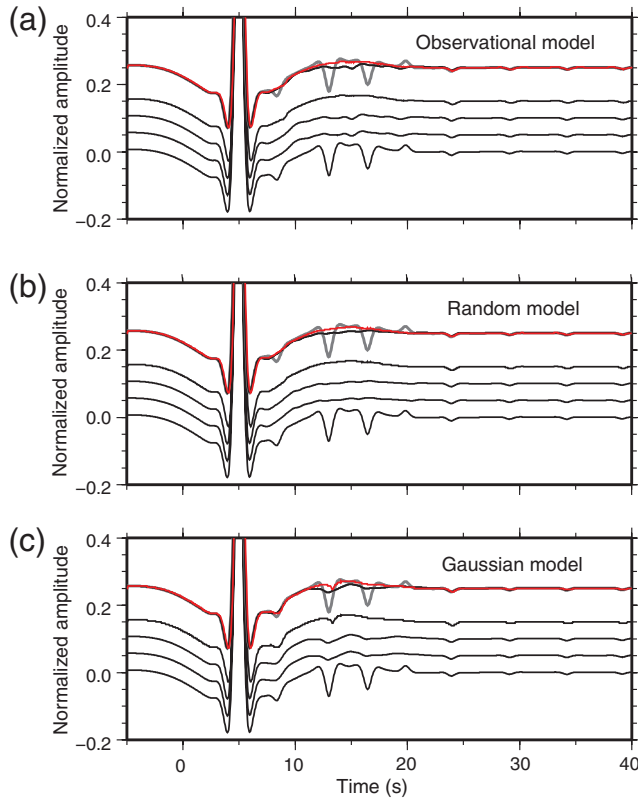 (a)
0.4
Observational model
0.2
Normalized amplitude
0.0
−0.2
(b)
0.4
Random model
0.2
Normalized amplitude
0.0
−0.2
(c)
0.4
Gaussian model
0.2
Normalized amplitude
0.0
−0.2
0 10 20 30 40
Time (s)